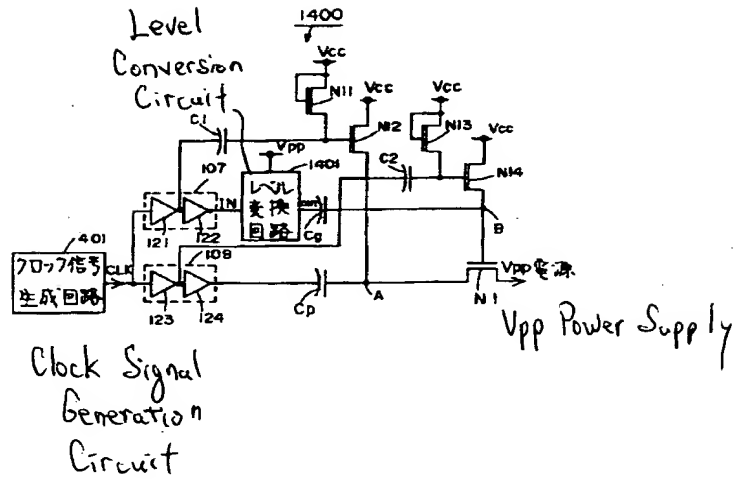 Level
Conversion
Circuit
1400
Vcc
N11
Vcc
N12
Vcc
N13
Vcc
N14
C1
C2
Vpp
1401
107
IN
レベル
変換
回路
OUT
Cg
B
121
122
401
クロック信号
生成回路
CLK
109
123
124
Cp
A
N1
Vpp電源
Vpp Power Supply
Clock Signal
Generation
Circuit